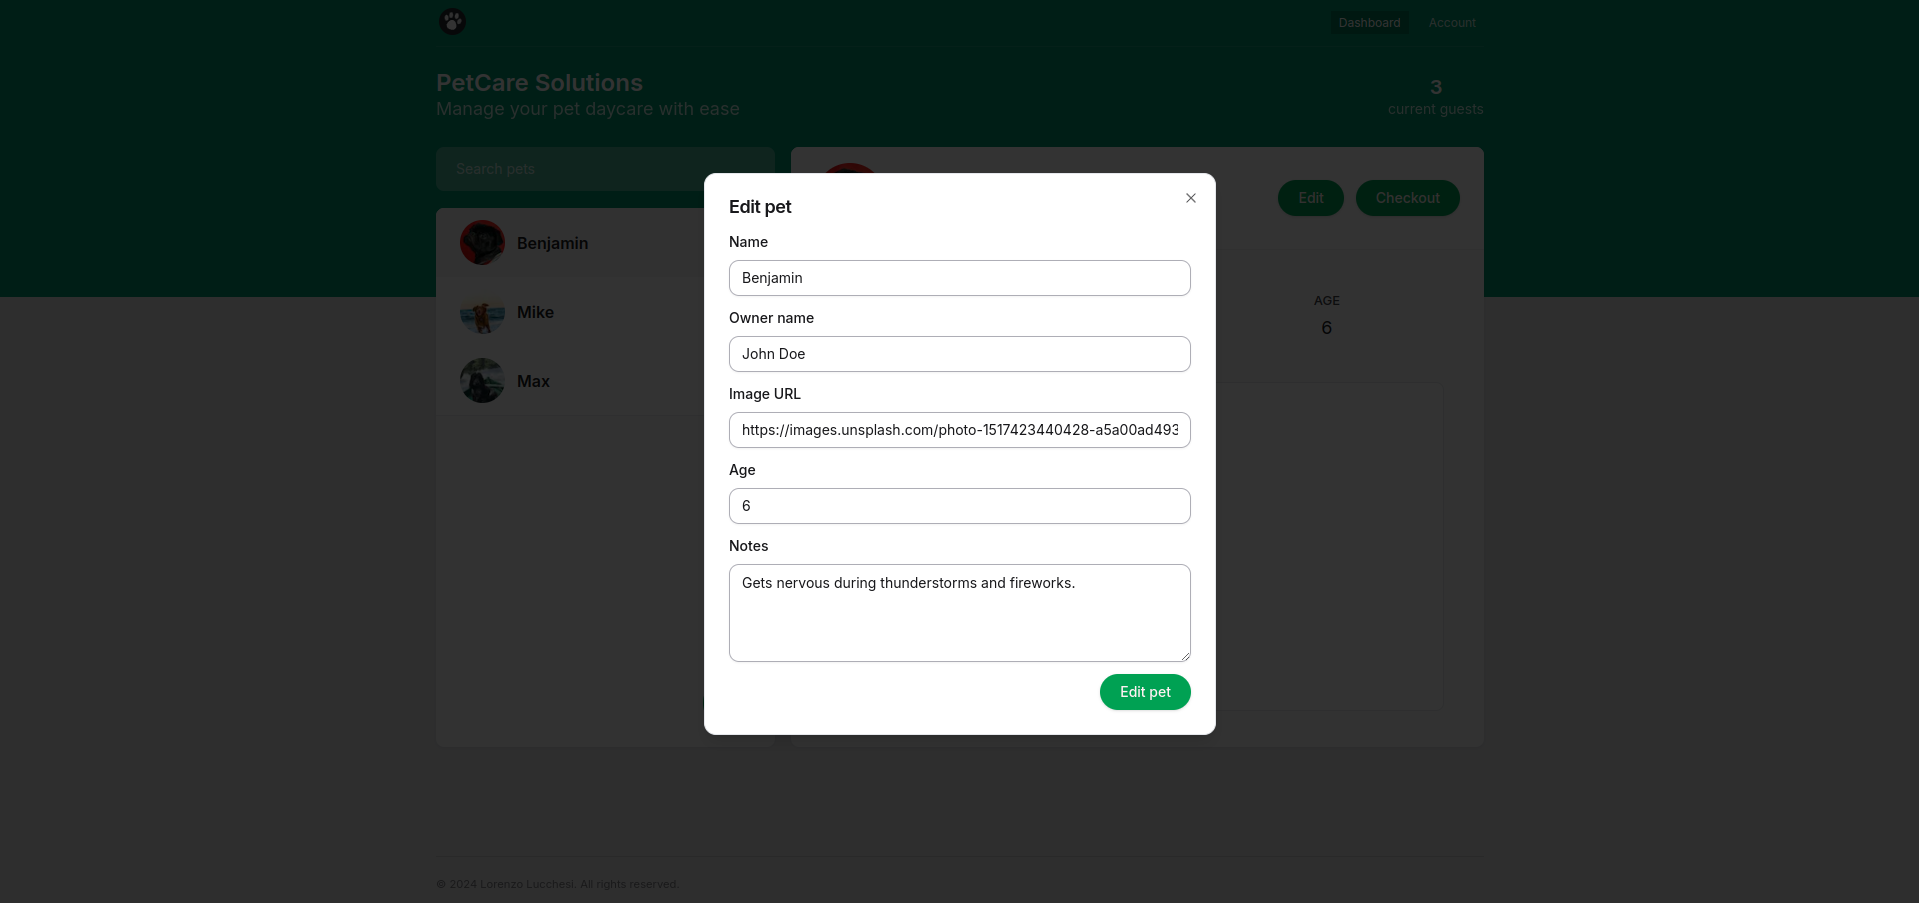 Dashboard
Account
PetCare Solutions
Manage your pet daycare with ease
3
current guests
Search pets
Edit
Checkout
Benjamin
Mike
Max
AGE
6
Edit pet
Name
Benjamin
Owner name
John Doe
Image URL
https://images.unsplash.com/photo-1517423440428-a5a00ad493
Age
6
Notes
Gets nervous during thunderstorms and fireworks.
Edit pet
© 2024 Lorenzo Lucchesi. All rights reserved.